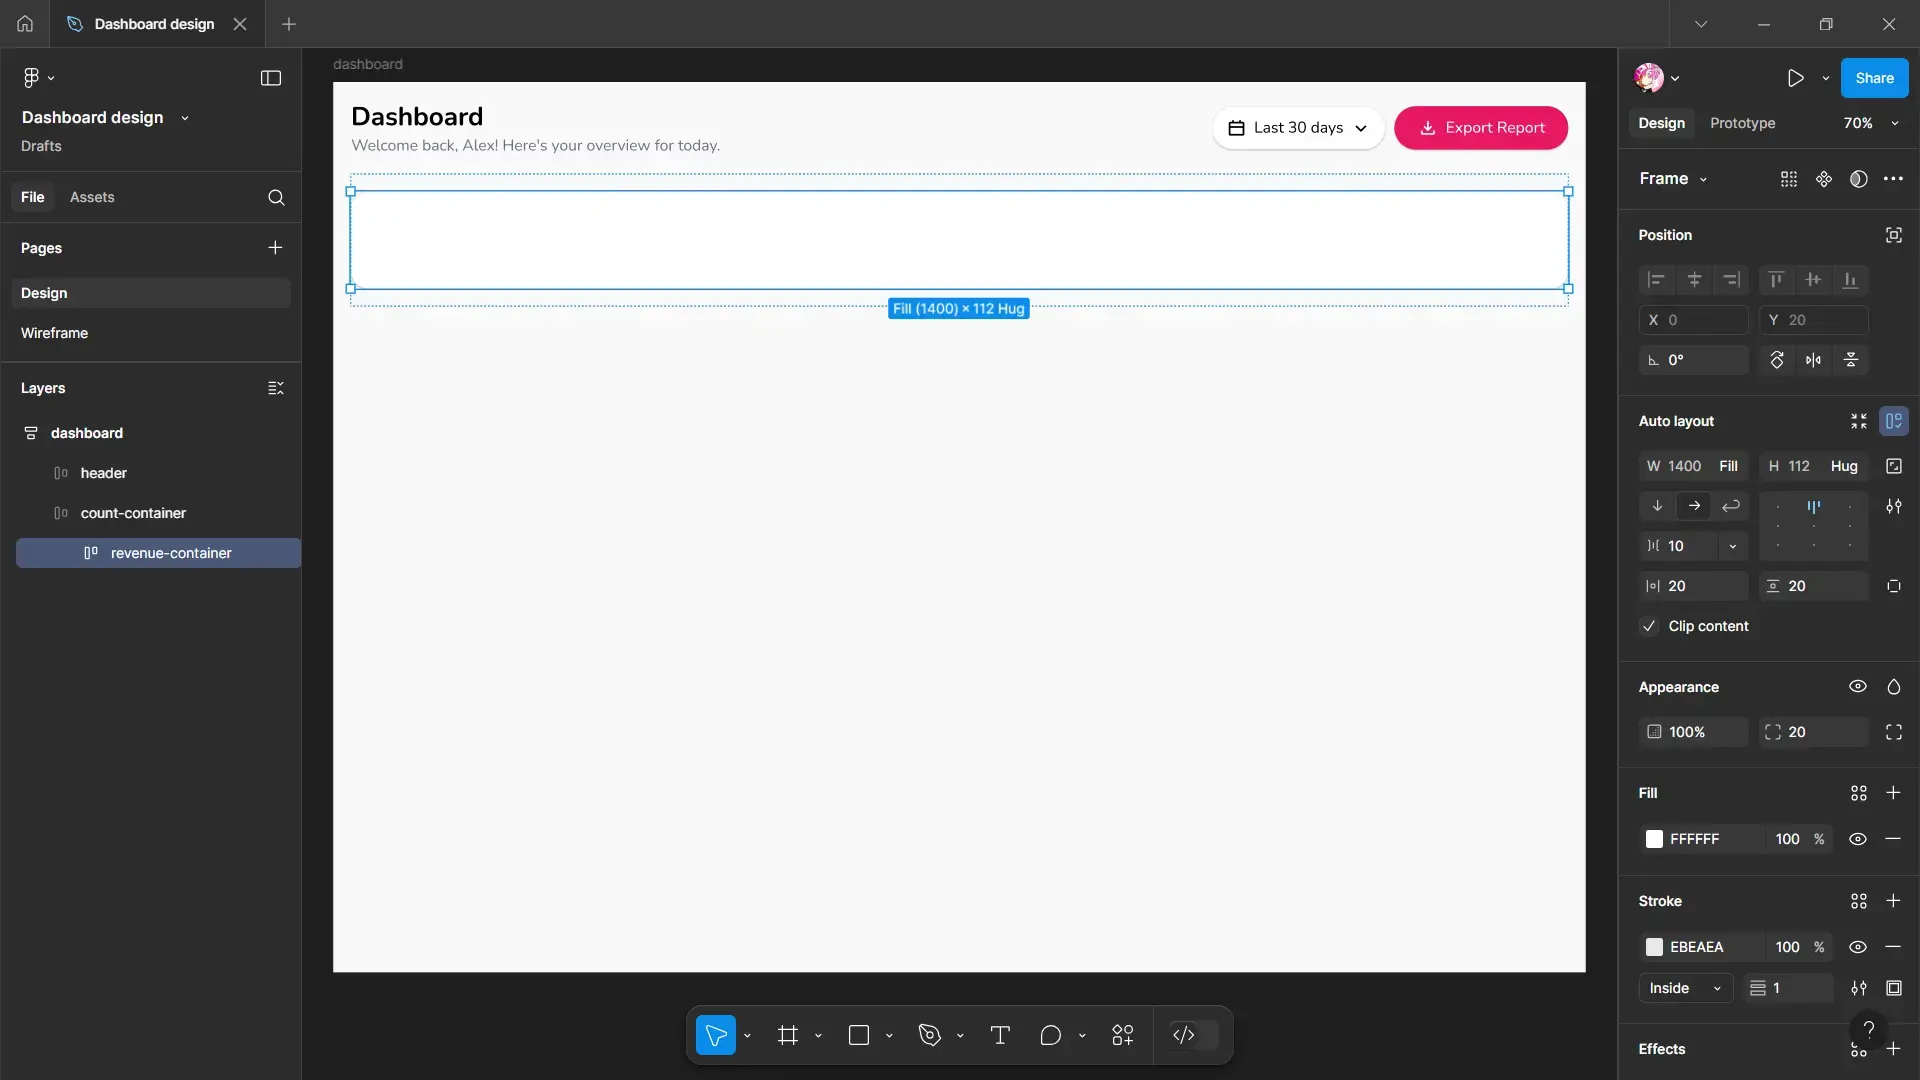 Dashboard design
Dashboard design
Drafts
File Assets
Pages
Design
Wireframe
Layers
dashboard
header
count-container
revenue-container
dashboard
Dashboard
Welcome back, Alex! Here's your overview for today.
Last 30 days
Export Report
Fill (1400) × 112 Hug
Share
Design Prototype 70%
Frame
Position
X 0 Y 20
0°
Auto layout
W 1400 Fill H 112 Hug
10
20 20
Clip content
Appearance
100% 20
Fill
FFFFFF 100 %
Stroke
EBEAEA 100 %
Inside 1
Effects
?